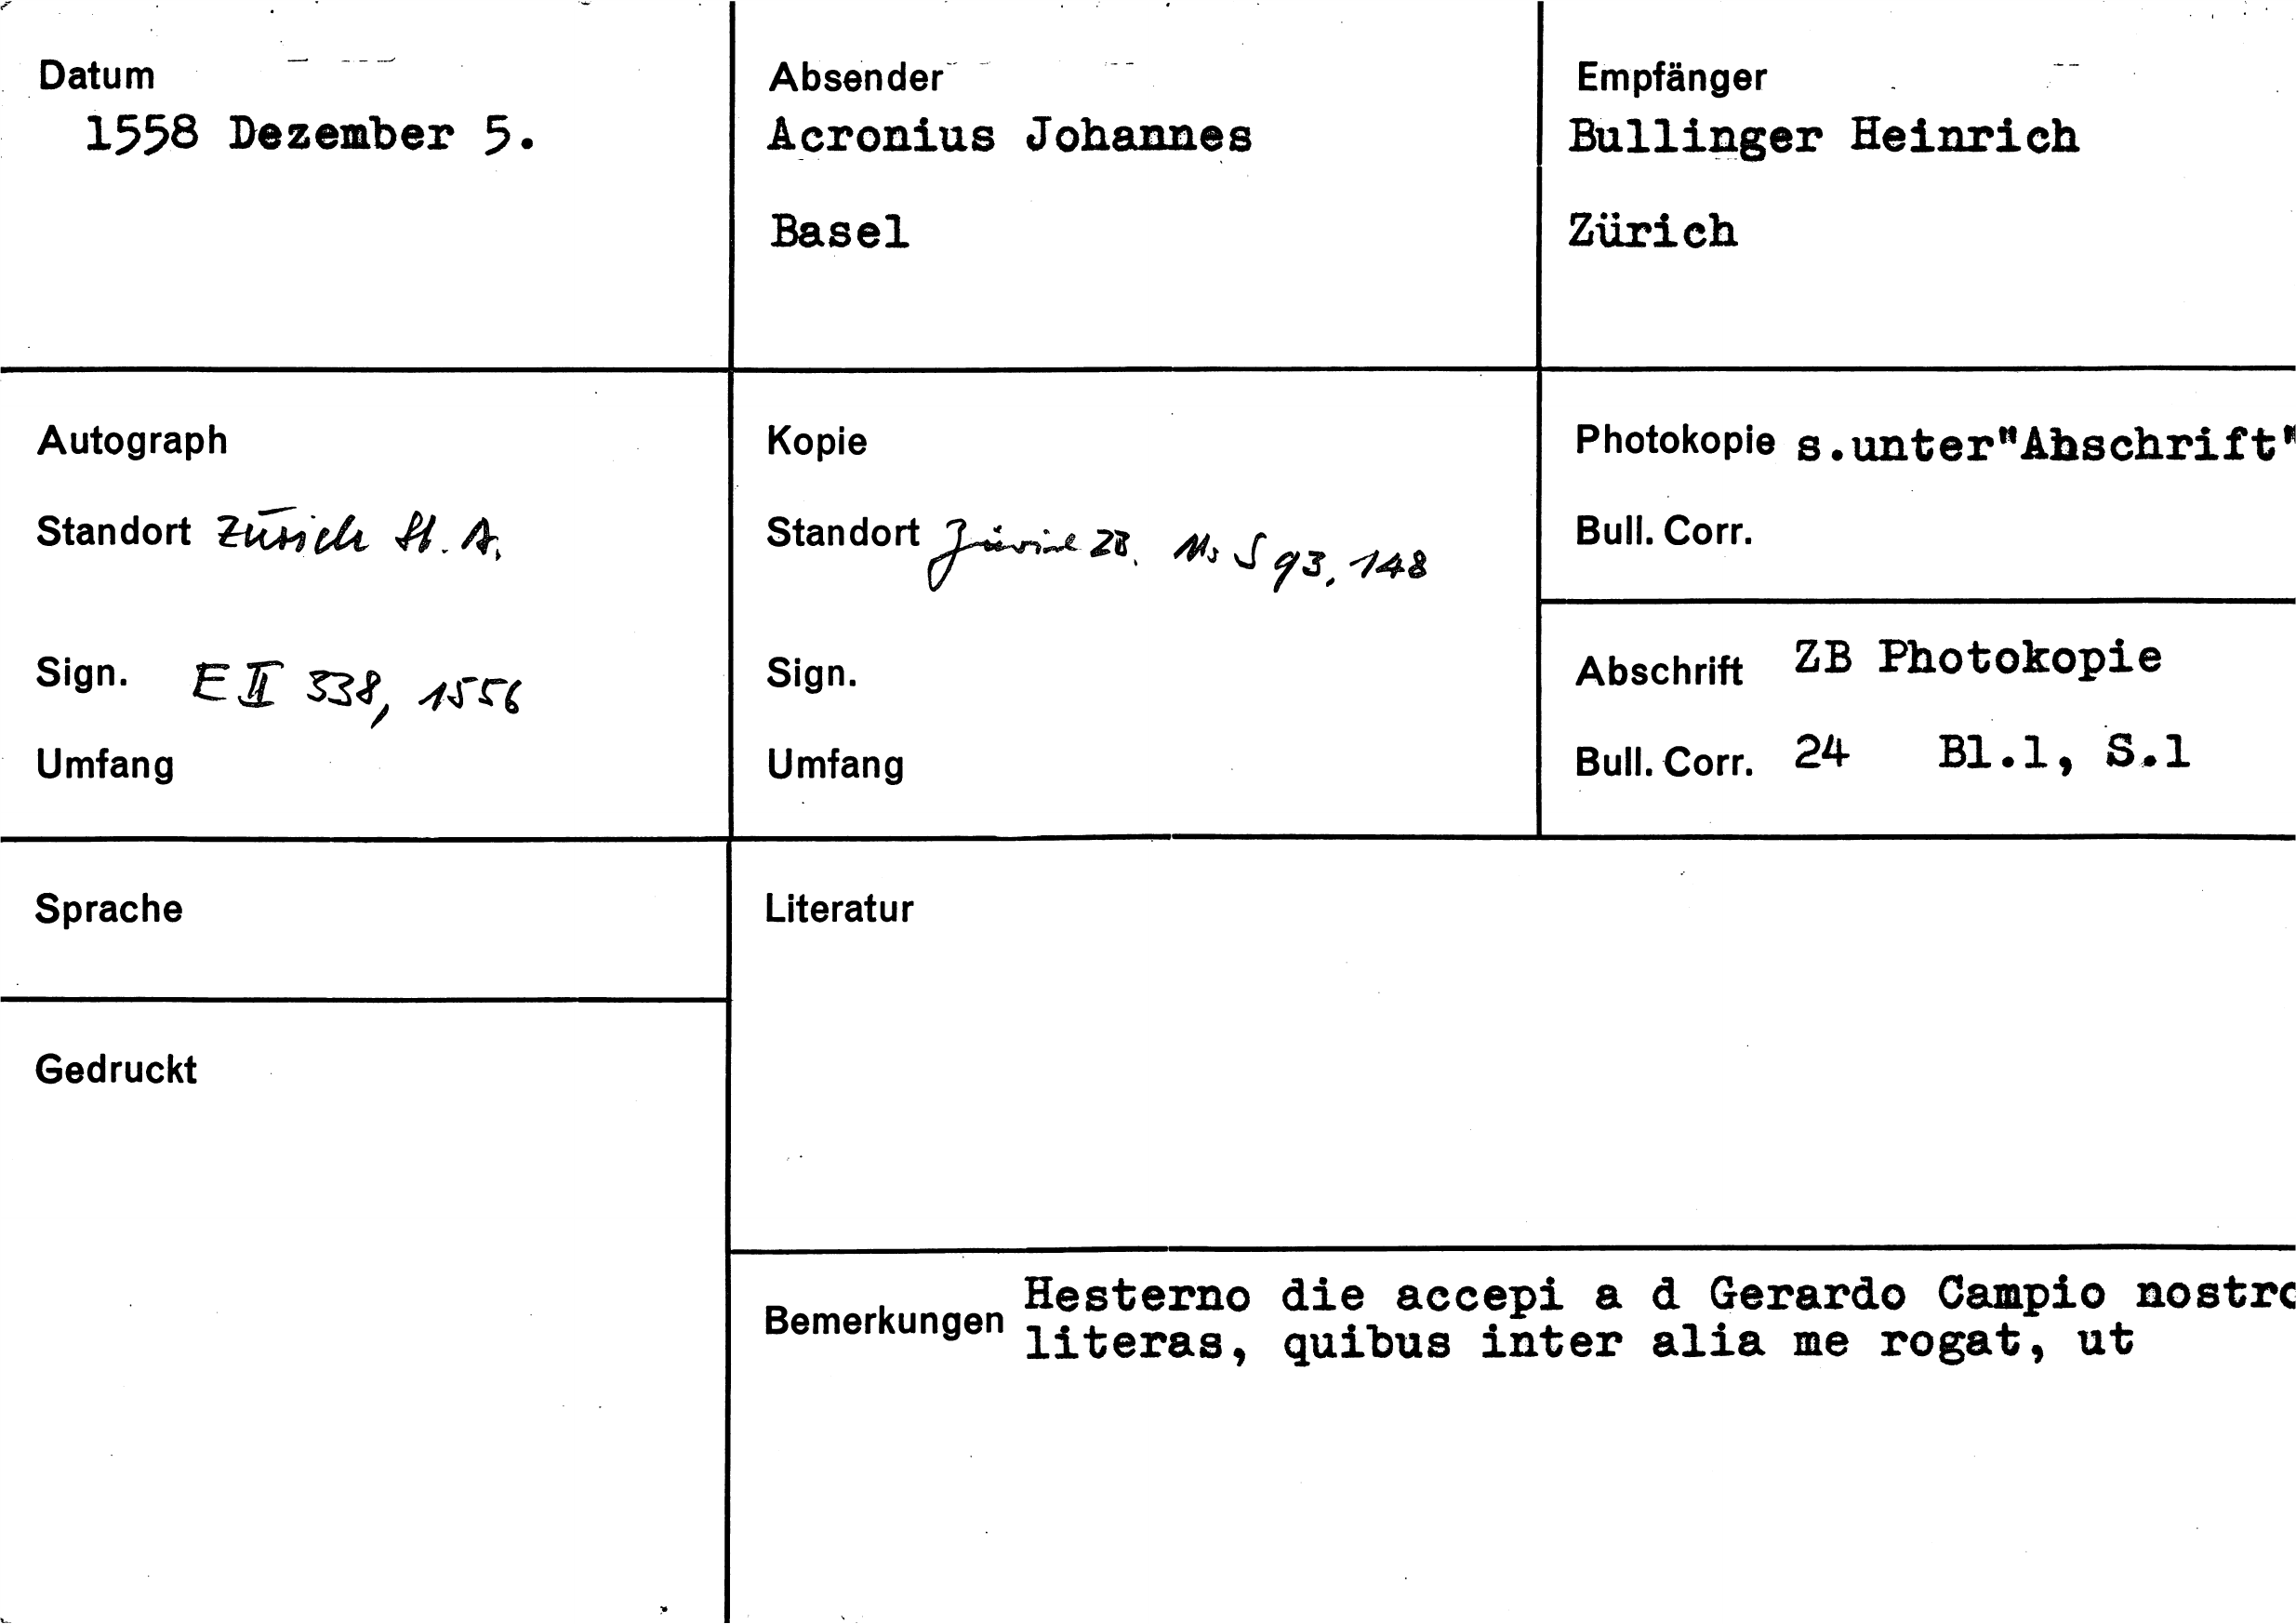 Datum
1558 Dezember 5.
Absender
Acronius Johannes
Basel
Empfänger
Bullinger Heinrich
Zürich
Autograph
Standort Zürich St. A.
Sign. E II 338, 1556
Umfang
Kopie
Standort Zürich ZB. Ms S 93, 148
Sign.
Umfang
Photokopie s.unter"Abschrift"
Bull. Corr.
Abschrift ZB Photokopie
Bull. Corr. 24 Bl.1, S.1
Sprache
Gedruckt
Literatur
Bemerkungen Hesterno die accepi a d Gerardo Campio nostro
literas, quibus inter alia me rogat, ut